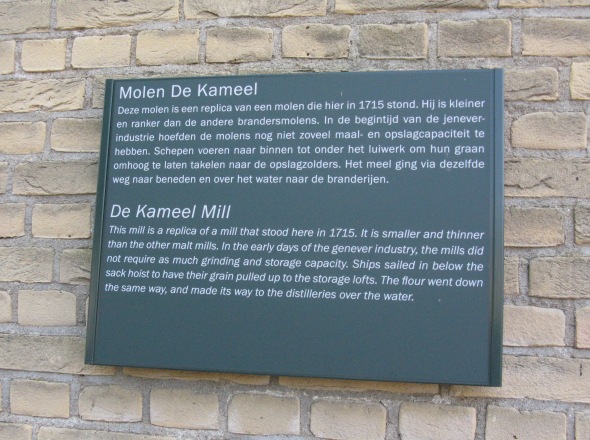 Molen De Kameel
Deze molen is een replica van een molen die hier in 1715 stond. Hij is kleiner
en ranker dan de andere brandersmolens. In de begintijd van de jenever-
industrie hoefden de molens nog niet zoveel maal- en opslagcapaciteit te
hebben. Schepen voeren naar binnen tot onder het luiwerk om hun graan
omhoog te laten takelen naar de opslagzolders. Het meel ging via dezelfde
weg naar beneden en over het water naar de branderijen.
De Kameel Mill
This mill is a replica of a mill that stood here in 1715. It is smaller and thinner
than the other malt mills. In the early days of the genever industry, the mills did
not require as much grinding and storage capacity. Ships sailed in below the
sack hoist to have their grain pulled up to the storage lofts. The flour went down
the same way, and made its way to the distilleries over the water.